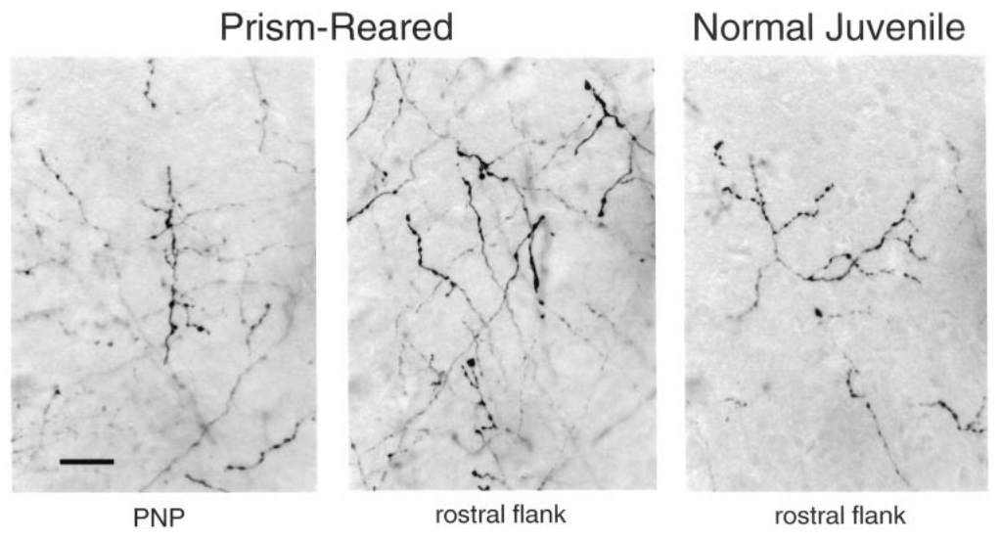 Prism-Reared
Normal Juvenile
PNP
rostral flank
rostral flank